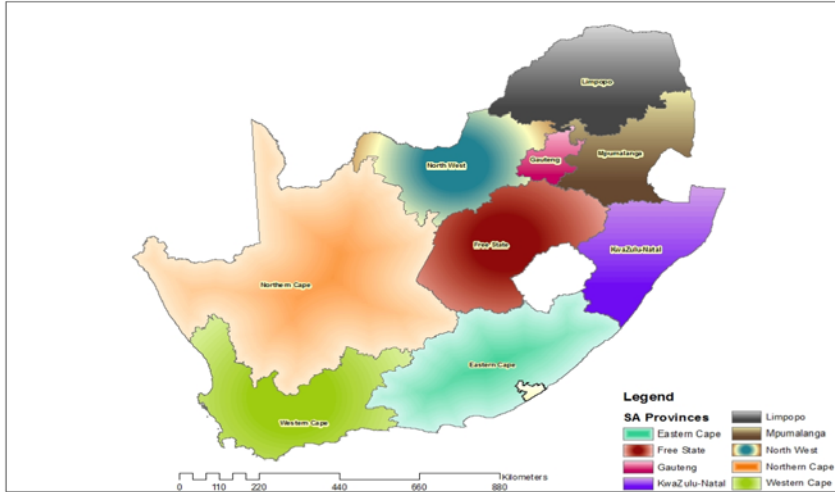 Limpopo
North West
Gauteng
Mpumalanga
Free State
KwaZulu-Natal
Northern Cape
Eastern Cape
Western Cape
Legend
SA Provinces
Eastern Cape
Free State
Gauteng
KwaZulu-Natal
Limpopo
Mpumalanga
North West
Northern Cape
Western Cape
Kilometers
0 110 220 440 660 880